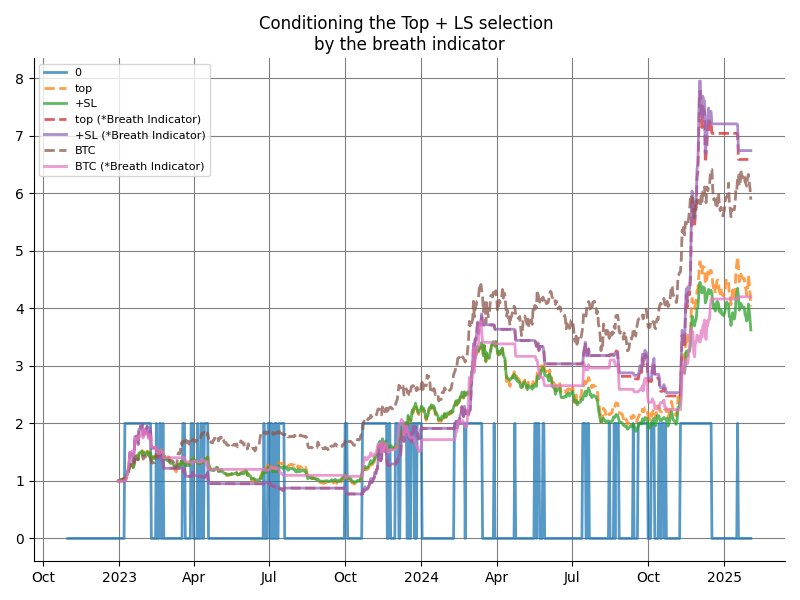 Conditioning the Top + LS selection
by the breath indicator
8
7
6
5
4
3
2
1
0
0
top
+SL
top (*Breath Indicator)
+SL (*Breath Indicator)
BTC
BTC (*Breath Indicator)
Oct
2023
Apr
Jul
Oct
2024
Apr
Jul
Oct
2025